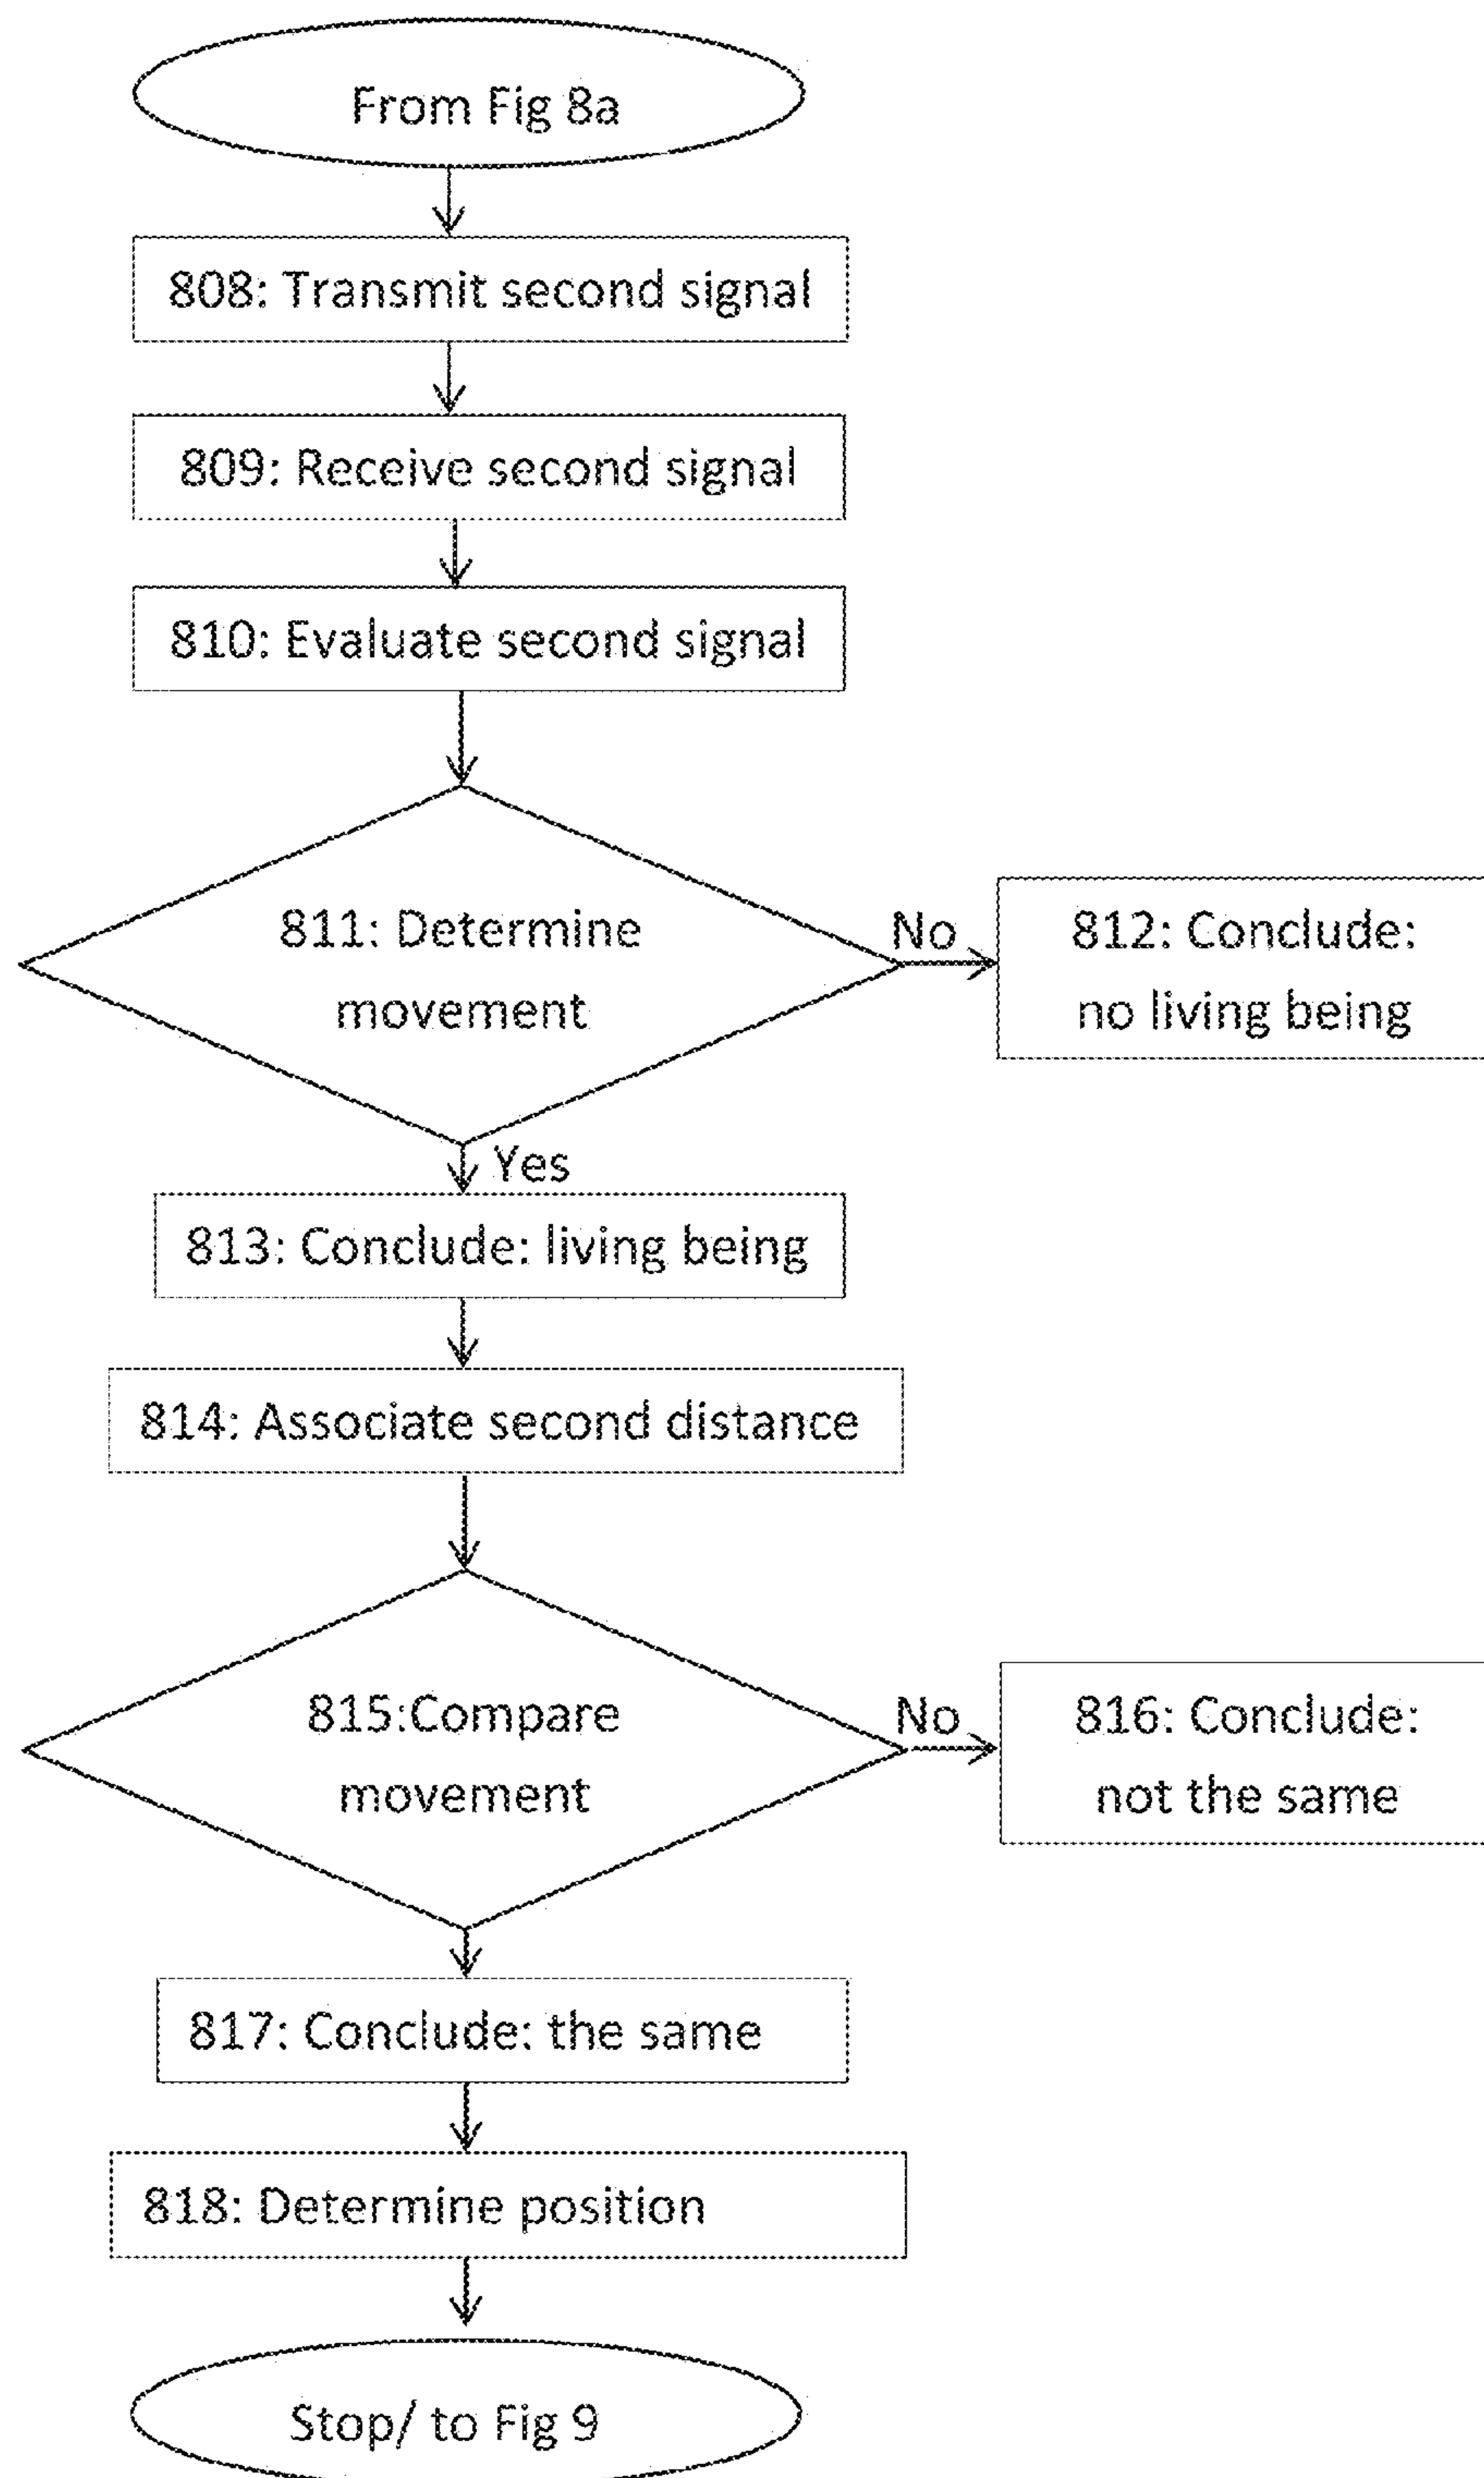 From Fig 8a
808: Transmit second signal
809: Receive second signal
810: Evaluate second signal
811: Determine
movement
No
812: Conclude:
no living being
Yes
813: Conclude: living being
814: Associate second distance
815:Compare
movement
No
816: Conclude:
not the same
817: Conclude: the same
818: Determine position
Stop/ to Fig 9